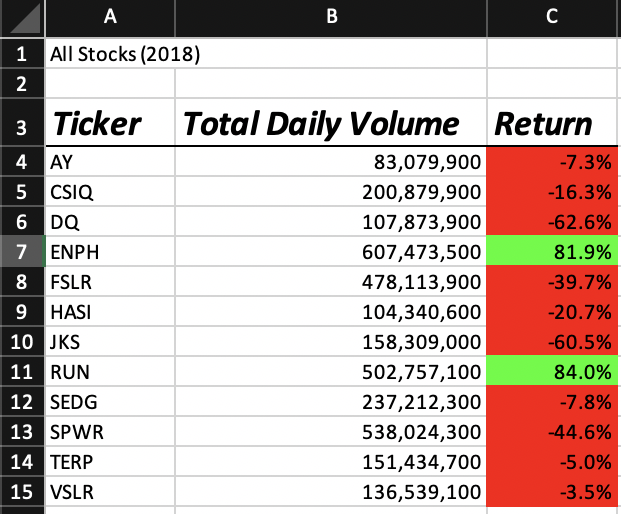 A B C
1 All Stocks (2018)
2
3 Ticker Total Daily Volume Return
4 AY 83,079,900 -7.3%
5 CSIQ 200,879,900 -16.3%
6 DQ 107,873,900 -62.6%
7 ENPH 607,473,500 81.9%
8 FSLR 478,113,900 -39.7%
9 HASI 104,340,600 -20.7%
10 JKS 158,309,000 -60.5%
11 RUN 502,757,100 84.0%
12 SEDG 237,212,300 -7.8%
13 SPWR 538,024,300 -44.6%
14 TERP 151,434,700 -5.0%
15 VSLR 136,539,100 -3.5%